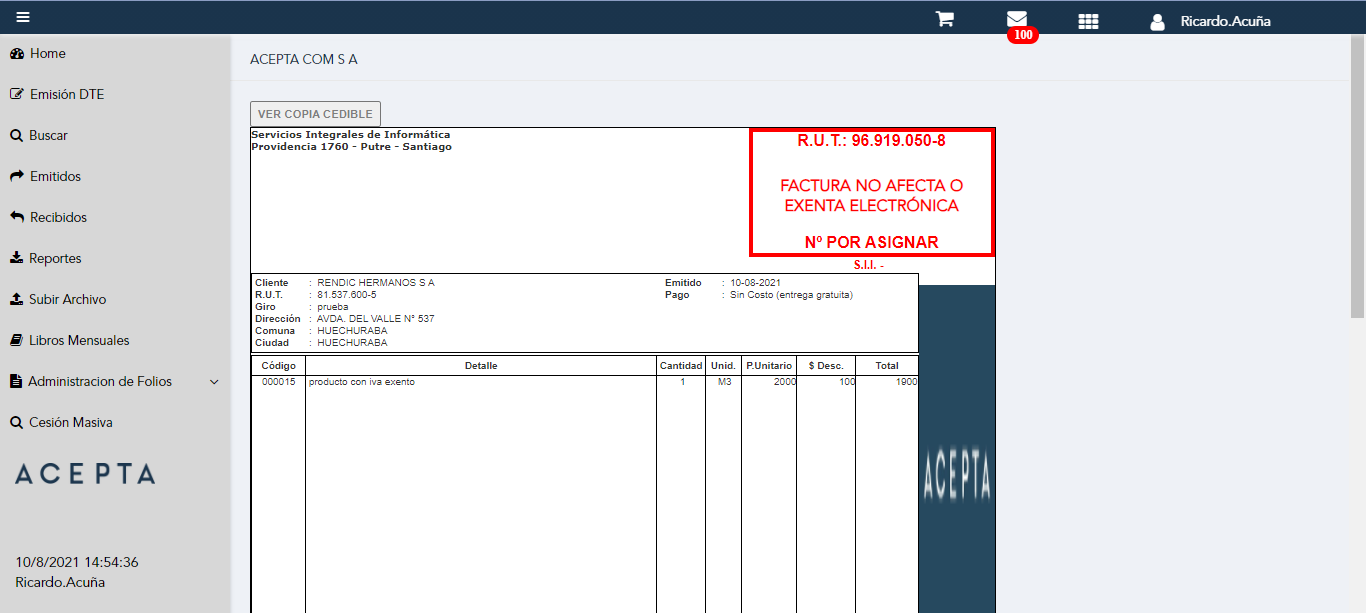 Ricardo.Acuña
100
Home
Emisión DTE
Buscar
Emitidos
Recibidos
Reportes
Subir Archivo
Libros Mensuales
Administracion de Folios
Cesión Masiva
ACEPTA
10/8/2021 14:54:36
Ricardo.Acuña
ACEPTA COM S A
VER COPIA CEDIBLE
Servicios Integrales de Informática
Providencia 1760 - Putre - Santiago
R.U.T.: 96.919.050-8
FACTURA NO AFECTA O
EXENTA ELECTRÓNICA
Nº POR ASIGNAR
S.I.I. -
Cliente : RENDIC HERMANOS S A Emitido : 10-08-2021
R.U.T. : 81.537.600-5 Pago : Sin Costo (entrega gratuita)
Giro : prueba
Dirección : AVDA. DEL VALLE N° 537
Comuna : HUECHURABA
Ciudad : HUECHURABA
Código Detalle Cantidad Unid. P.Unitario $ Desc. Total
000015 producto con iva exento 1 M3 2000 100 1900
ACEPTA